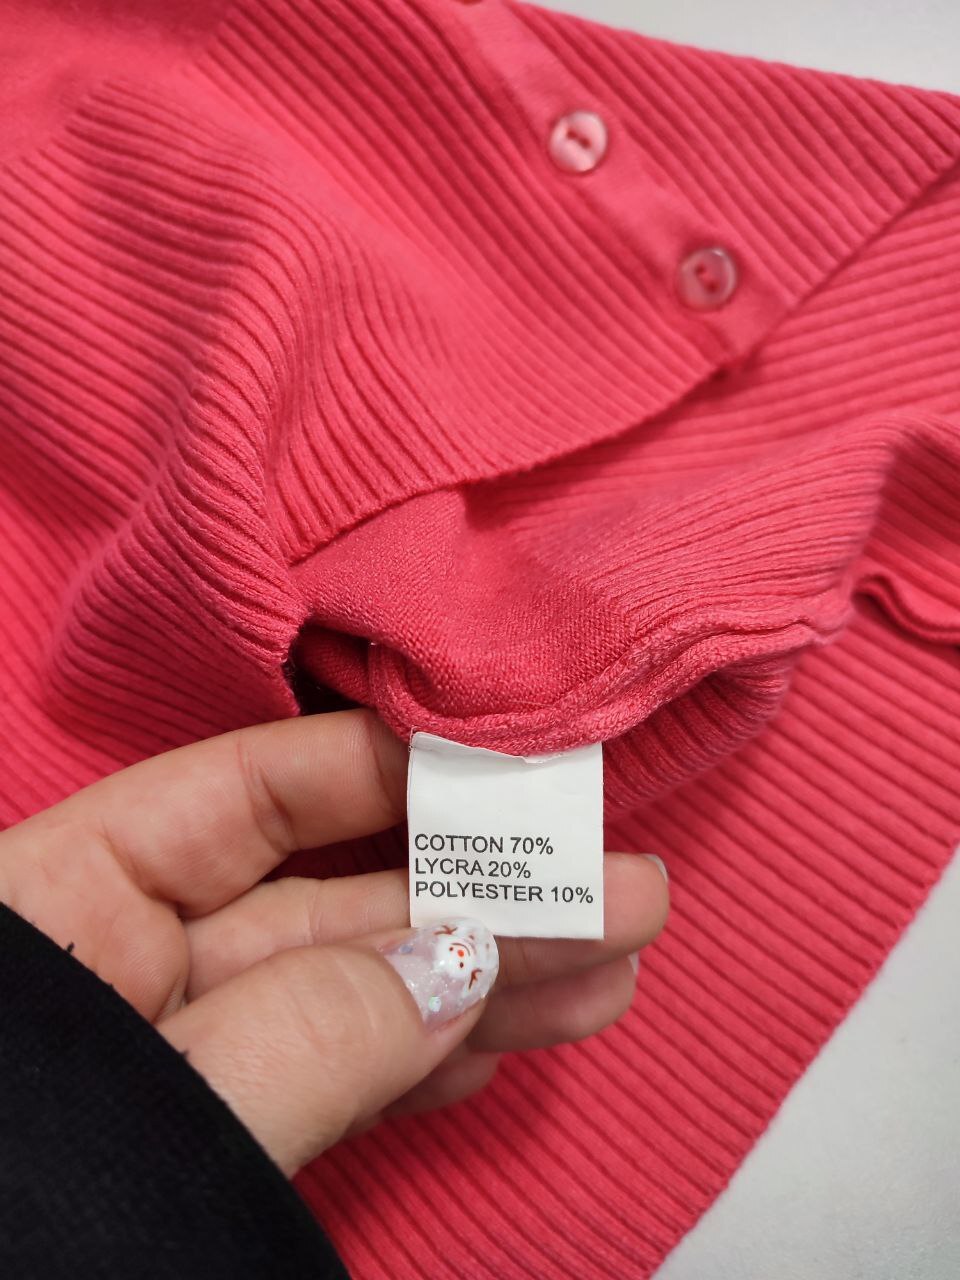 COTTON 70%
LYCRA 20%
POLYESTER 10%